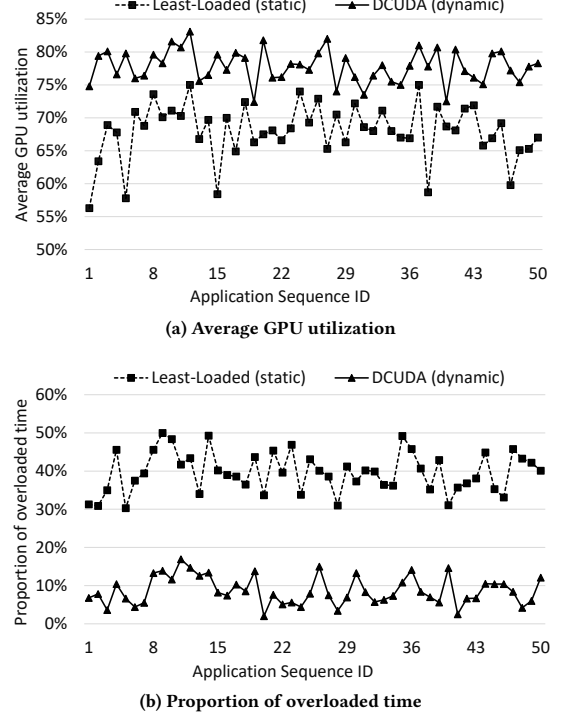 Least-Loaded (static) DCUDA (dynamic)
85%
80%
75%
70%
65%
60%
55%
50%
Average GPU utilization
1 8 15 22 29 36 43 50
Application Sequence ID
(a) Average GPU utilization
Least-Loaded (static) DCUDA (dynamic)
60%
50%
40%
30%
20%
10%
0%
Proportion of overloaded time
1 8 15 22 29 36 43 50
Application Sequence ID
(b) Proportion of overloaded time